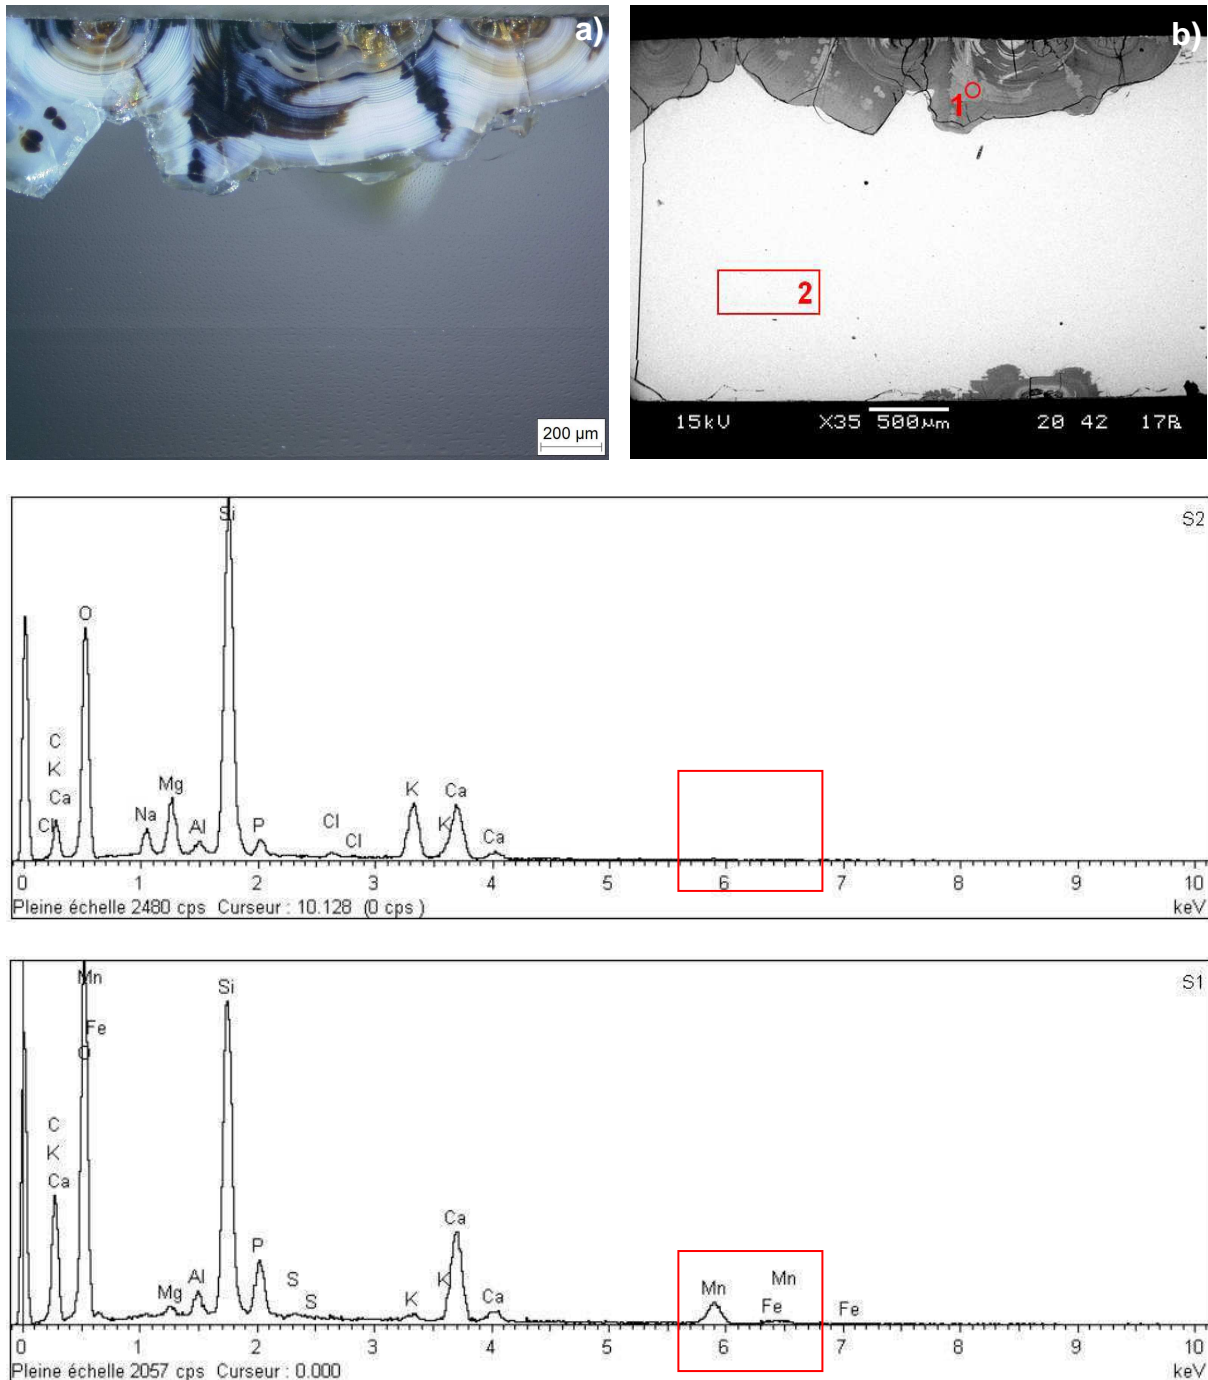 a)
200 µm
b)
1
2
15kV X35 500µm 20 42 17
S2
Si
O
C
K
Ca
Cl
Na
Mg
Al
P
Cl
Cl
K
K
Ca
Ca
0 1 2 3 4 5 6 7 8 9 10
Pleine échelle 2480 cps Curseur : 10.128 (0 cps ) keV
S1
Mn
Fe
O
Si
C
K
Ca
Mg
Al
P
S
S
K
K
Ca
Ca
Mn
Mn
Fe
Fe
0 1 2 3 4 5 6 7 8 9 10
Pleine échelle 2057 cps Curseur : 0.000 keV